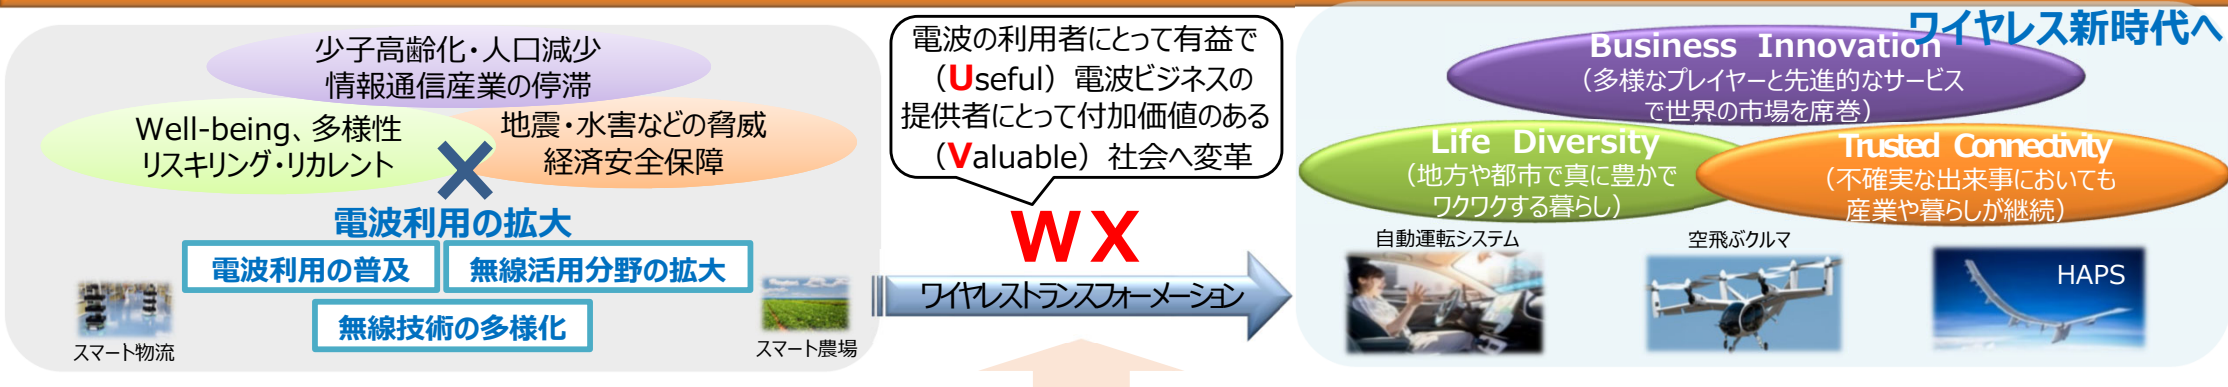 少子高齢化・人口減少
情報通信産業の停滞
Well-being、多様性
リスキリング・リカレント
地震・水害などの脅威
経済安全保障
電波利用の拡大
電波利用の普及
無線活用分野の拡大
無線技術の多様化
スマート物流
スマート農場
電波の利用者にとって有益で
（Useful）電波ビジネスの
提供者にとって付加価値のある
（Valuable）社会へ変革
WX
ワイヤレストランスフォーメーション
ワイヤレス新時代へ
Business Innovation
（多様なプレイヤーと先進的なサービス
で世界の市場を席巻）
Life Diversity
（地方や都市で真に豊かで
ワクワクする暮らし）
Trusted Connectivity
（不確実な出来事においても
産業や暮らしが継続）
自動運転システム
空飛ぶクルマ
HAPS